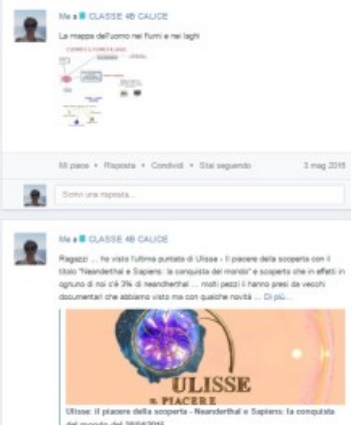 Me a CLASSE 4B CALICE
La mappa dell'uomo nei fiumi e nei laghi
Mi piace • Risposta • Condividi • Stai seguendo
3 mag 2016
Scrivi una risposta...
Me a CLASSE 4B CALICE
Ragazzi ... ho visto l'ultima puntata di Ulisse - Il piacere della scoperta con il
titolo "Neanderthal e Sapiens: la conquista del mondo" e scoperto che in effetti in
ognuno di noi c'è 3% di neandherthal ... molti pezzi li hanno presi da vecchi
documentari che abbiamo visto ma con qualche novità ... Di più...
ULISSE
IL PIACERE
Ulisse: il piacere della scoperta - Neanderthal e Sapiens: la conquista
del mondo del